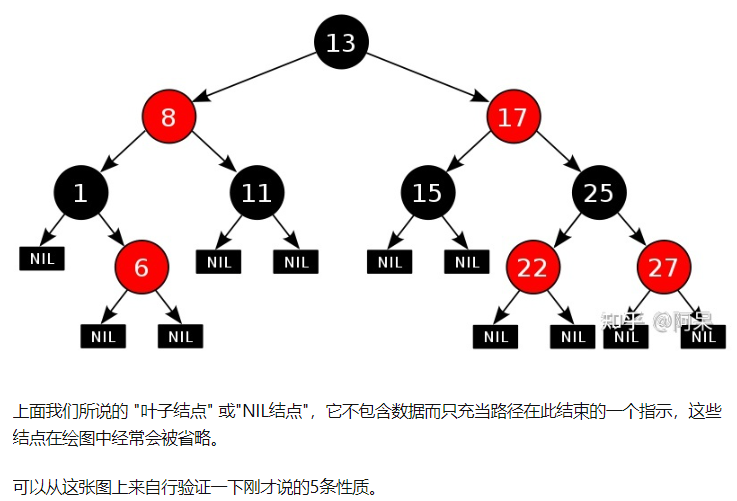 13
8
17
1
11
15
25
NIL
6
NIL
NIL
NIL
NIL
22
27
NIL
NIL
NIL
NIL
NIL
NIL
知乎 @阿呆
上面我们所说的 "叶子结点" 或"NIL结点"，它不包含数据而只充当路径在此结束的一个指示，这些
结点在绘图中经常会被省略。
可以从这张图上来自行验证一下刚才说的5条性质。